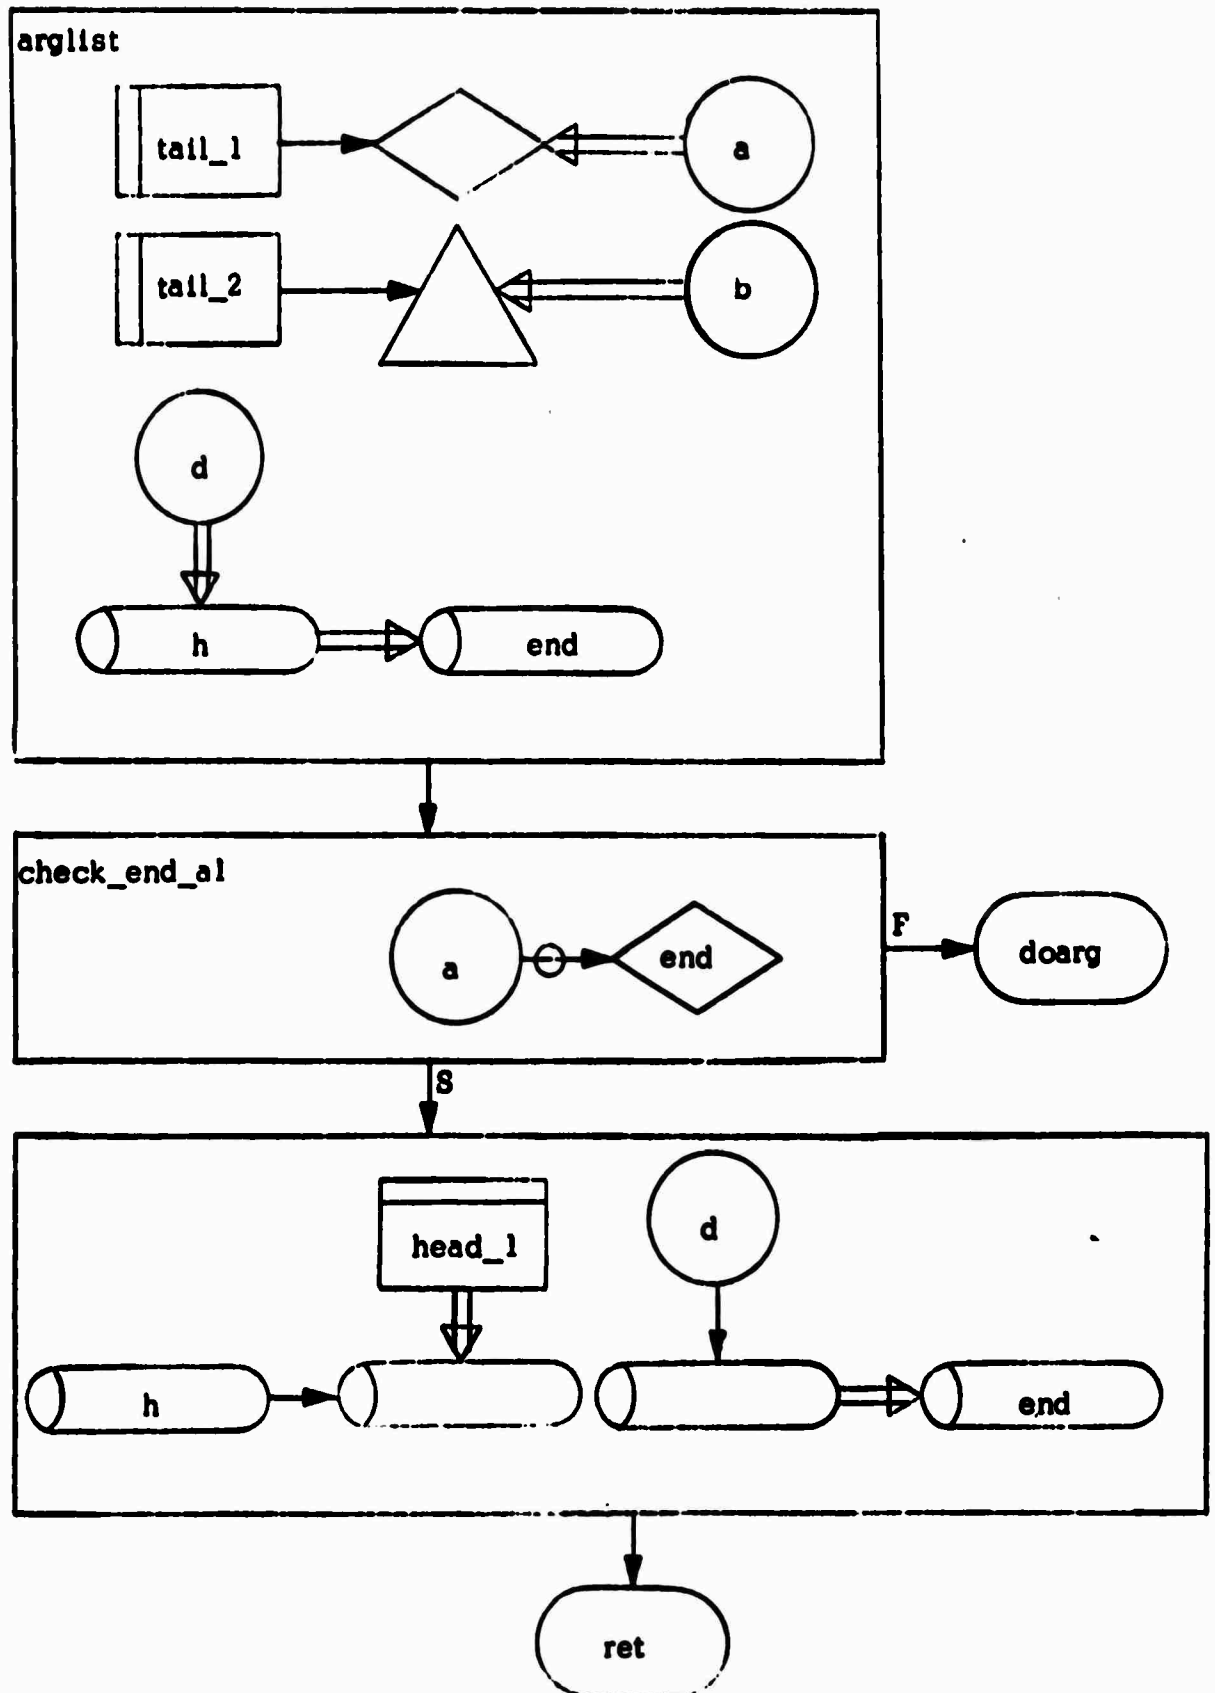 arglist
tail_1
a
tail_2
b
d
h
end
check_end_al
a
end
F
doarg
S
head_1
d
h
end
ret